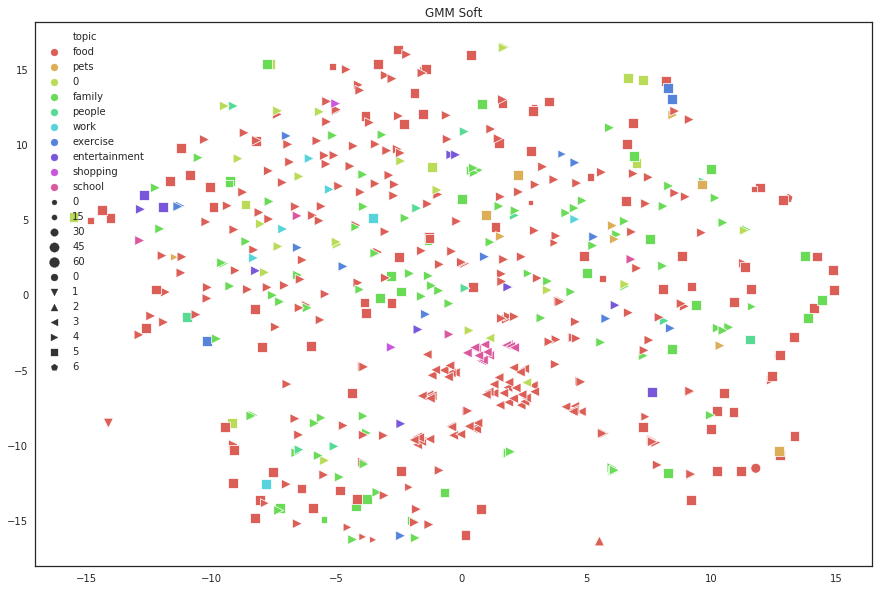 GMM Soft
topic
food
pets
0
family
people
work
exercise
entertainment
shopping
school
0
15
30
45
60
0
1
2
3
4
5
6
15
10
5
0
−5
−10
−15
−15
−10
−5
0
5
10
15